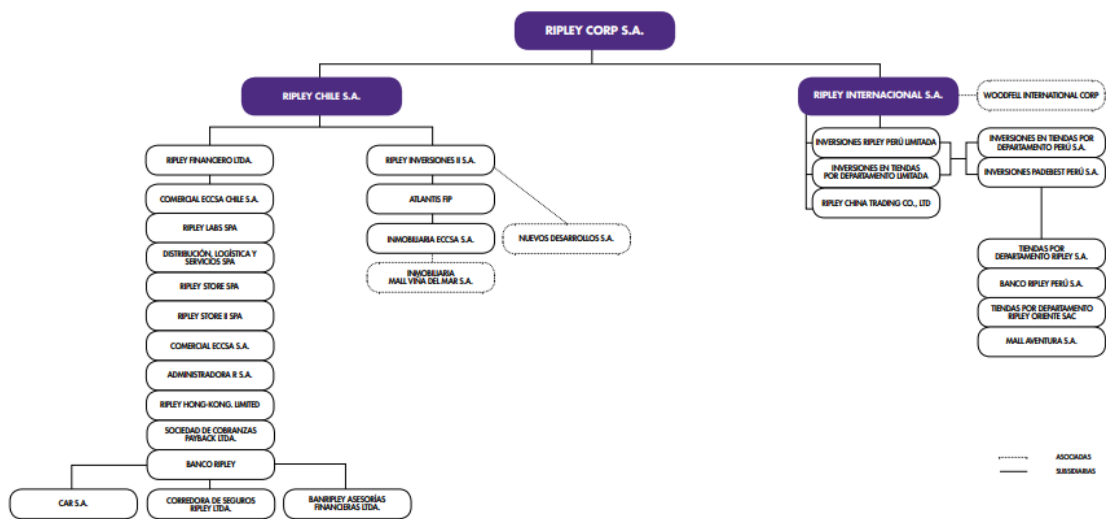 RIPLEY CORP S.A.
RIPLEY CHILE S.A.
RIPLEY INTERNACIONAL S.A.
WOODFELL INTERNATIONAL CORP
RIPLEY FINANCIERO LTDA.
COMERCIAL ECCSA CHILE S.A.
RIPLEY LABS SPA
DISTRIBUCIÓN, LOGÍSTICA Y
SERVICIOS SPA
RIPLEY STORE SPA
RIPLEY STORE II SPA
COMERCIAL ECCSA S.A.
ADMINISTRADORA R S.A.
RIPLEY HONG-KONG. LIMITED
SOCIEDAD DE COBRANZAS
PAYBACK LTDA.
BANCO RIPLEY
CAR S.A.
CORREDORA DE SEGUROS
RIPLEY LTDA.
BANRIPLEY ASESORÍAS
FINANCIERAS LTDA.
RIPLEY INVERSIONES II S.A.
ATLANTIS FIP
INMOBILIARIA ECCSA S.A.
INMOBILIARIA
MALL VIÑA DEL MAR S.A.
NUEVOS DESARROLLOS S.A.
INVERSIONES RIPLEY PERÚ LIMITADA
INVERSIONES EN TIENDAS
POR DEPARTAMENTO LIMITADA
RIPLEY CHINA TRADING CO., LTD
INVERSIONES EN TIENDAS POR
DEPARTAMENTO PERÚ S.A.
INVERSIONES PADEBEST PERÚ S.A.
TIENDAS POR
DEPARTAMENTO RIPLEY S.A.
BANCO RIPLEY PERÚ S.A.
TIENDAS POR DEPARTAMENTO
RIPLEY ORIENTE SAC
MALL AVENTURA S.A.
ASOCIADAS
SUBSIDIARIAS